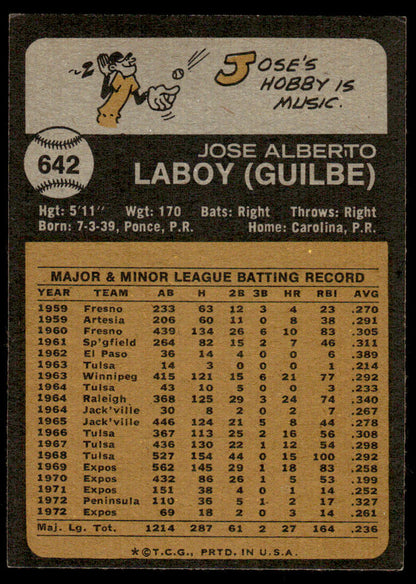 JOSE'S
HOBBY IS
MUSIC.
642
JOSE ALBERTO
LABOY (GUILBE)
Hgt: 5'11" Wgt: 170 Bats: Right Throws: Right
Born: 7-3-39, Ponce, P.R. Home: Carolina, P.R.
MAJOR & MINOR LEAGUE BATTING RECORD
YEAR TEAM AB H 2B 3B HR RBI AVG
1959 Fresno 233 63 12 3 4 23 .270
1959 Artesia 206 60 11 0 8 38 .291
1960 Fresno 439 134 26 6 10 83 .305
1961 Sp'gfield 264 82 15 2 7 46 .311
1962 El Paso 36 14 4 0 0 6 .389
1963 Tulsa 14 3 0 0 0 1 .214
1963 Winnipeg 415 121 15 6 21 77 .292
1964 Tulsa 43 10 5 0 0 3 .233
1964 Raleigh 368 125 29 3 24 74 .340
1964 Jack'ville 30 8 2 0 1 2 .267
1965 Jack'ville 446 124 21 5 8 44 .278
1966 Tulsa 367 113 25 2 16 56 .308
1967 Tulsa 436 130 22 1 12 54 .298
1968 Tulsa 527 154 44 0 15 100 .292
1969 Expos 562 145 29 1 18 83 .258
1970 Expos 432 86 26 1 5 53 .199
1971 Expos 151 38 4 0 1 14 .252
1972 Peninsula 110 36 5 1 2 17 .327
1972 Expos 69 18 2 0 3 14 .261
Maj. Lg. Tot. 1214 287 61 2 27 164 .236
*© T.C.G., PRTD. IN U.S.A.